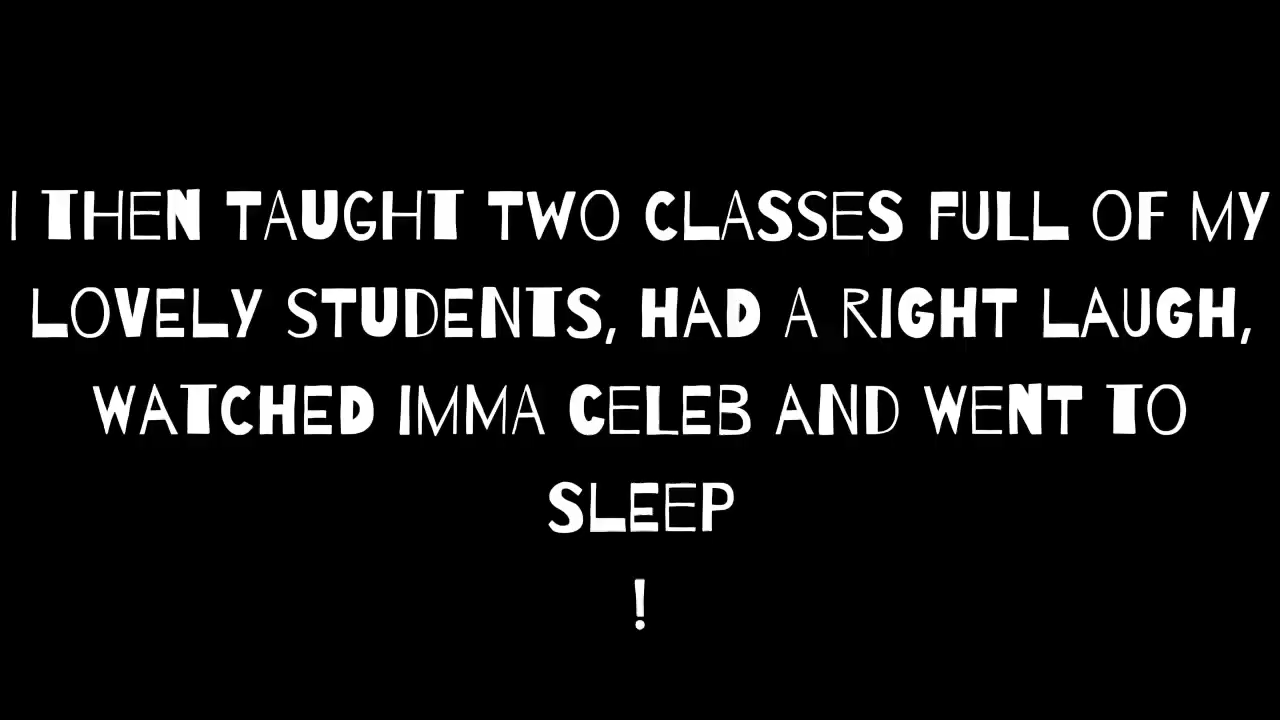 I THEN TAUGHT TWO CLASSES FULL OF MY
LOVELY STUDENTS, HAD A RIGHT LAUGH,
WATCHED IMMA CELEB AND WENT TO
SLEEP
!